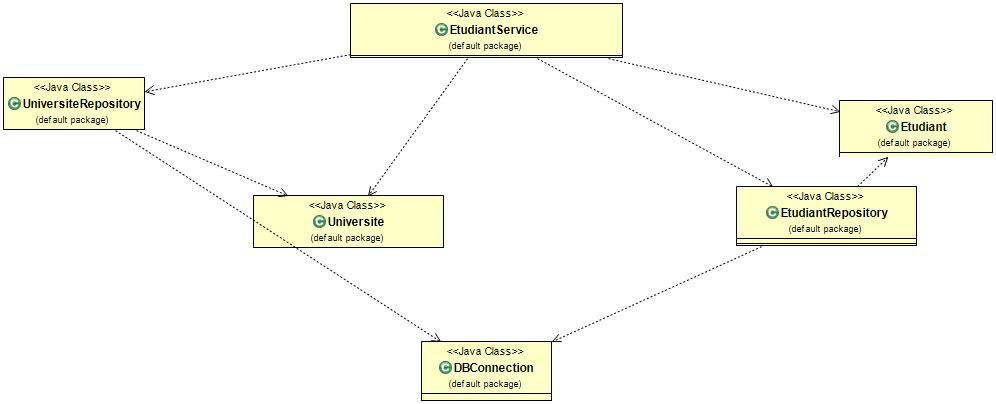 <<Java Class>>
EtudiantService
(default package)
<<Java Class>>
UniversiteRepository
(default package)
<<Java Class>>
Etudiant
(default package)
<<Java Class>>
Universite
(default package)
<<Java Class>>
EtudiantRepository
(default package)
<<Java Class>>
DBConnection
(default package)